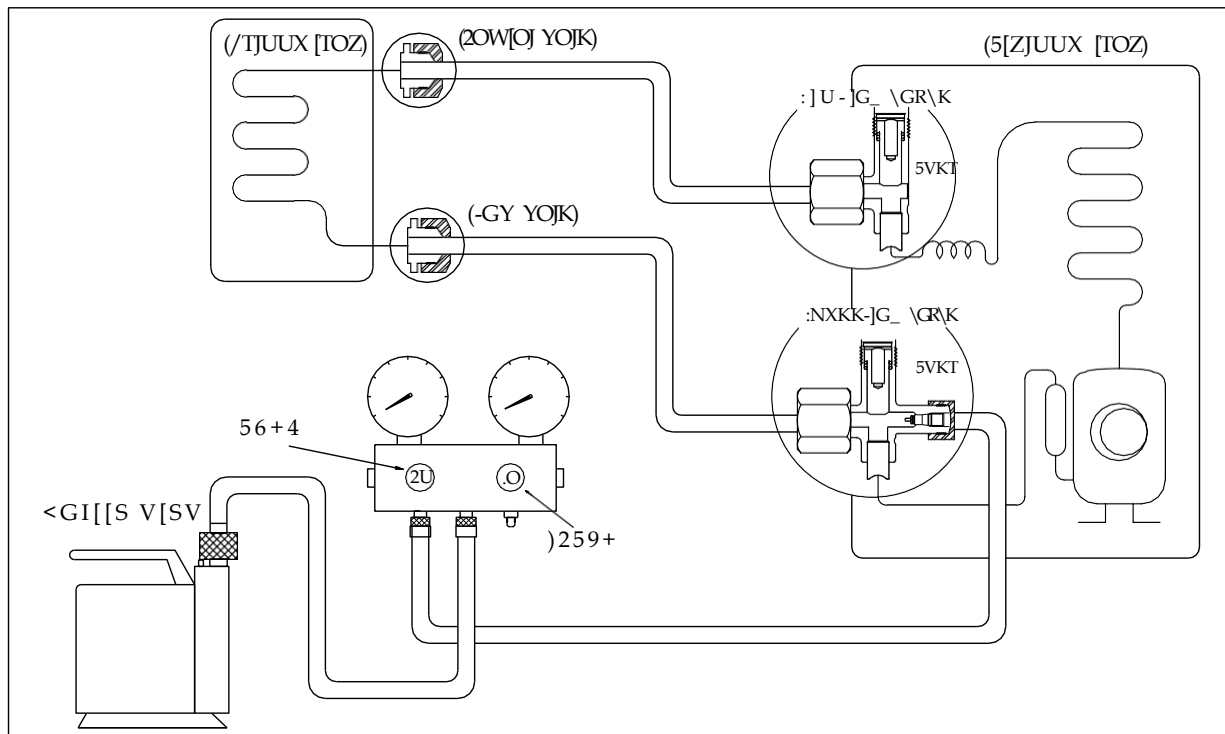 (/TJUUX [TOZ)
(2OW[OJ YOJK)
(5[ZJUUX [TOZ)
:] U - ]G_ \GR\K
5VKT
(-GY YOJK)
:NXKK-]G_ \GR\K
5VKT
56+4
2U
.O
<GI[[S V[SV
)259+